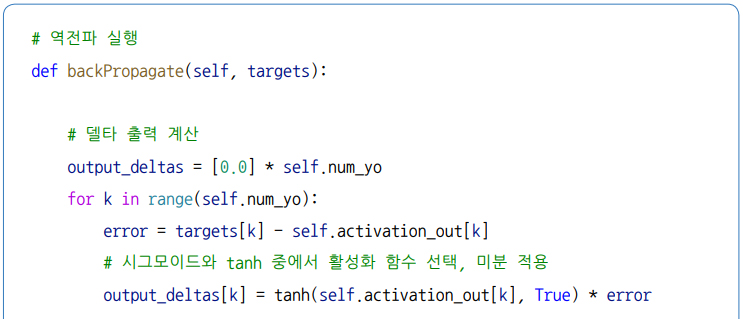 # 역전파 실행
def backPropagate(self, targets):
# 델타 출력 계산
output_deltas = [0.0] * self.num_yo
for k in range(self.num_yo):
error = targets[k] - self.activation_out[k]
# 시그모이드와 tanh 중에서 활성화 함수 선택, 미분 적용
output_deltas[k] = tanh(self.activation_out[k], True) * error